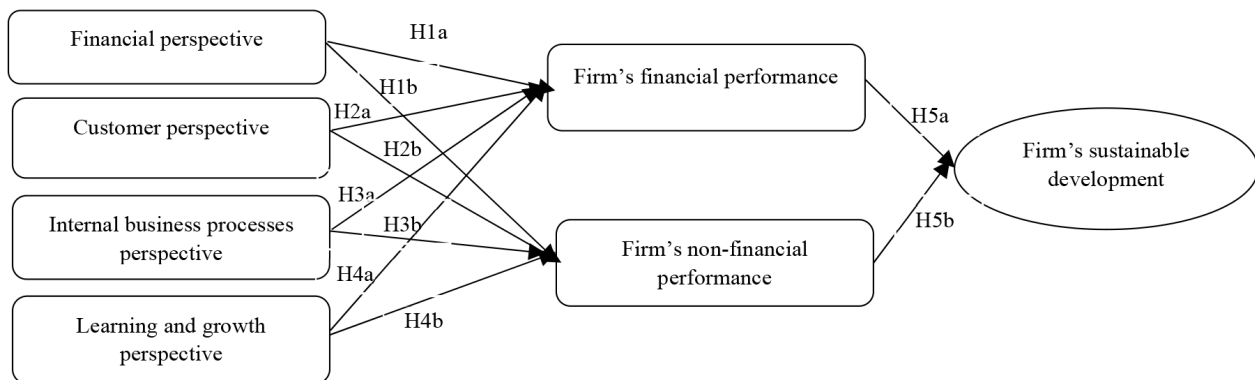 Financial perspective
Customer perspective
Internal business processes
perspective
Learning and growth
perspective
H1a
H1b
H2a
H2b
H3a
H3b
H4a
H4b
Firm’s financial performance
Firm’s non-financial
performance
H5a
H5b
Firm’s sustainable
development